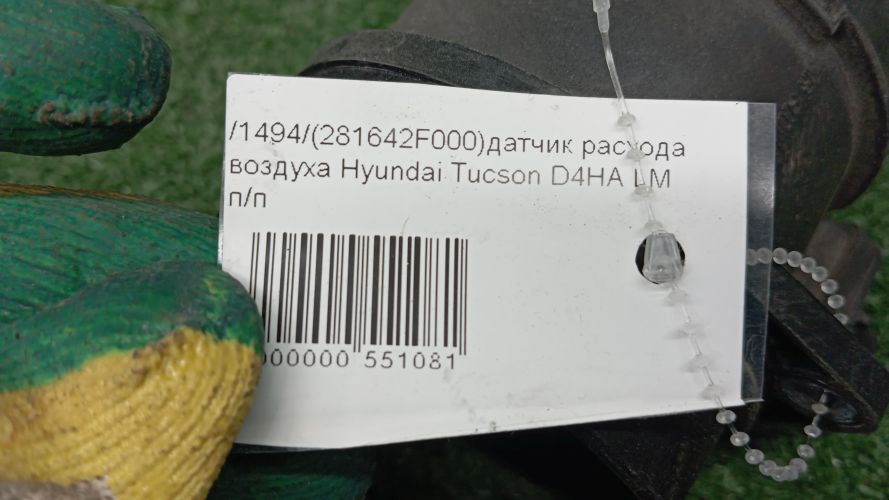 /1494/(281642F000)датчик расхода
воздуха Hyundai Tucson D4HA LM
п/п
000000 551081